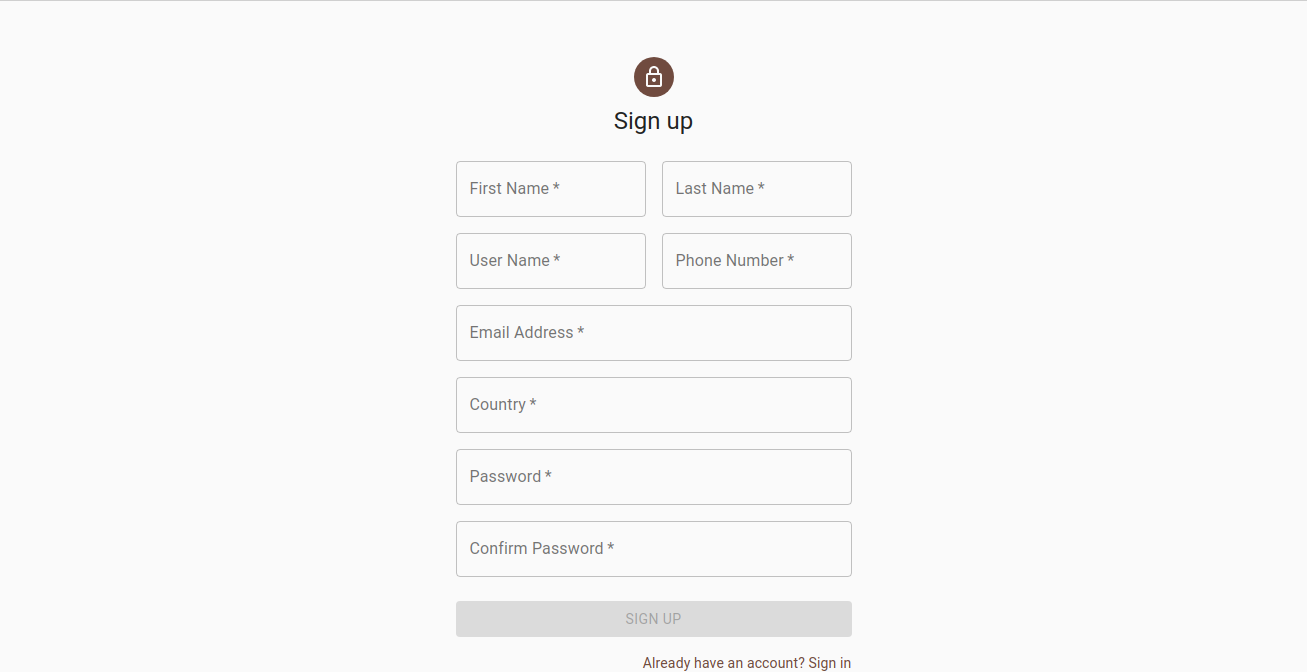 Sign up
First Name *
Last Name *
User Name *
Phone Number *
Email Address *
Country *
Password *
Confirm Password *
SIGN UP
Already have an account? Sign in